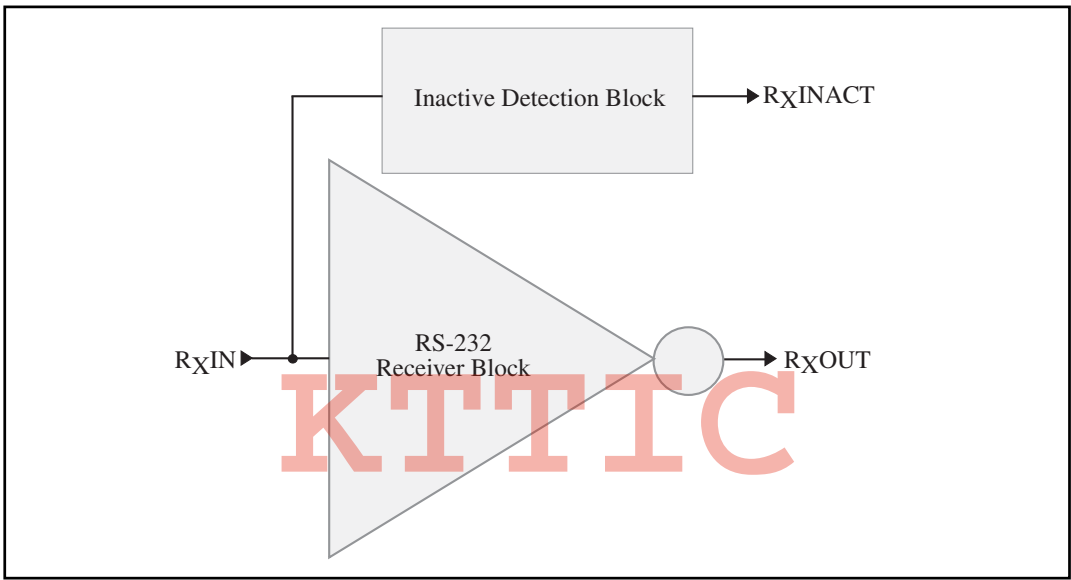 Inactive Detection Block
RXINACT
RXIN
RS-232
Receiver Block
RXOUT
KTTIC